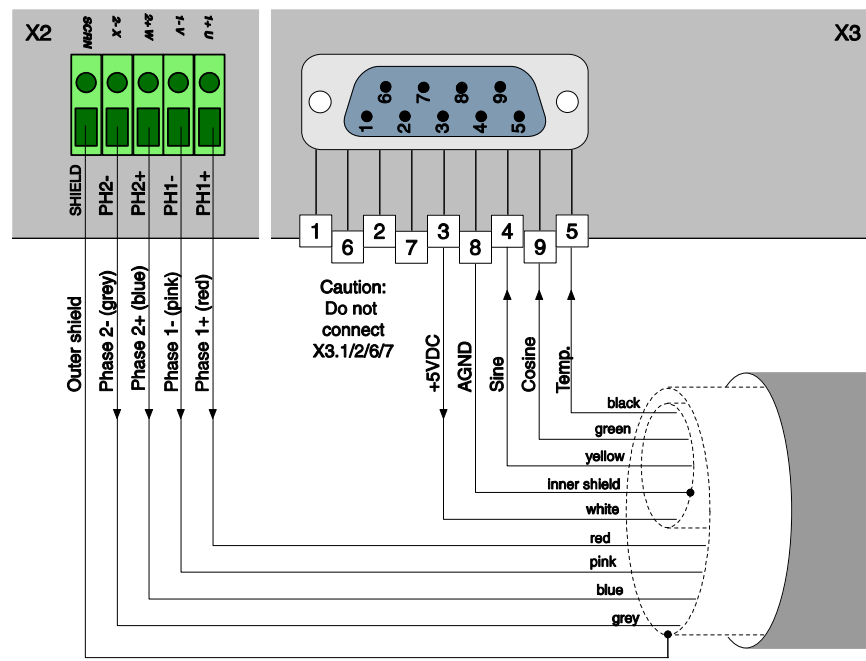 X2
SCRN
2- X
2+ W
1- V
1+ U
X3
6
7
8
9
1
2
3
4
5
SHIELD
PH2-
PH2+
PH1-
PH1+
1
6
2
7
3
8
4
9
5
Caution:
Do not
connect
X3.1/2/6/7
Outer shield
Phase 2- (grey)
Phase 2+ (blue)
Phase 1- (pink)
Phase 1+ (red)
+5VDC
AGND
Sine
Cosine
Temp.
black
green
yellow
inner shield
white
red
pink
blue
grey